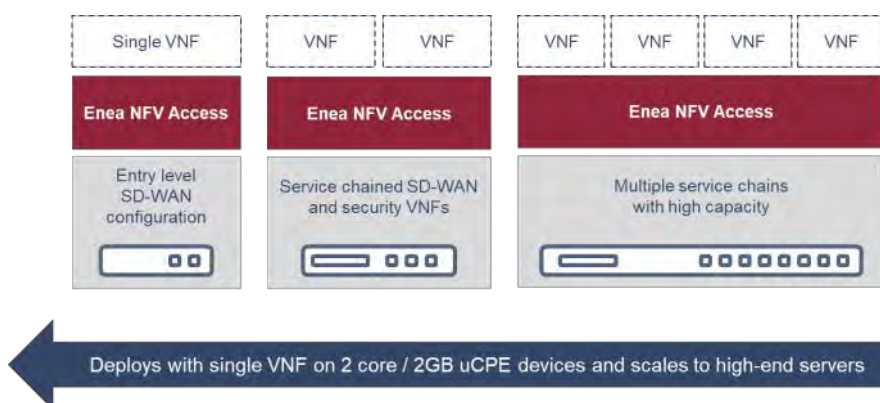 Single VNF
VNF
VNF
VNF
VNF
VNF
VNF
Enea NFV Access
Enea NFV Access
Enea NFV Access
Entry level
SD-WAN
configuration
Service chained SD-WAN
and security VNFs
Multiple service chains
with high capacity
Deploys with single VNF on 2 core / 2GB uCPE devices and scales to high-end servers